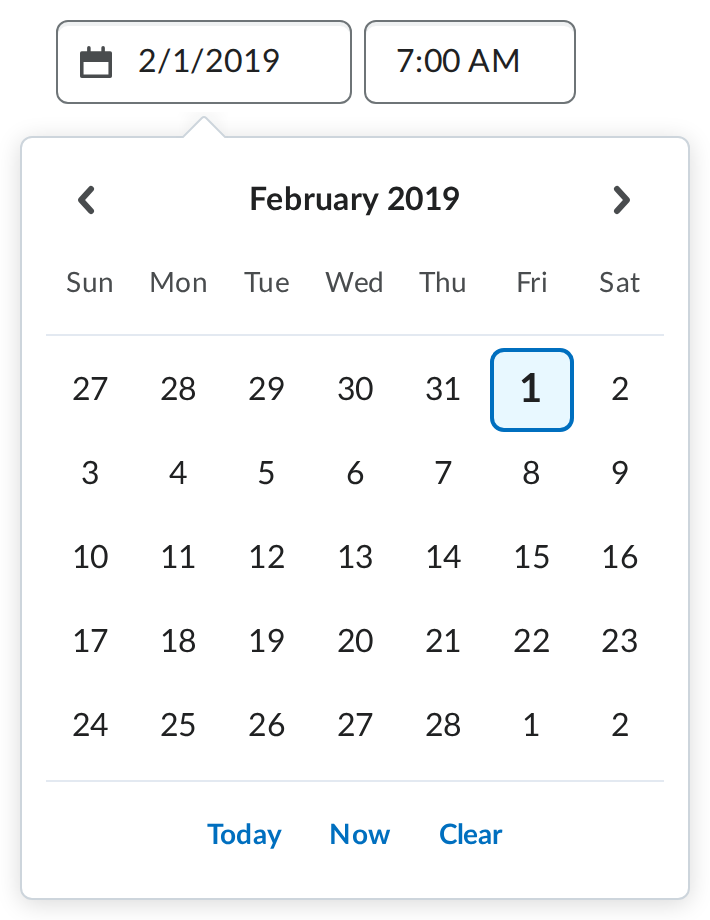 2/1/2019 7:00 AM
February 2019
Sun Mon Tue Wed Thu Fri Sat
27 28 29 30 31 1 2
3 4 5 6 7 8 9
10 11 12 13 14 15 16
17 18 19 20 21 22 23
24 25 26 27 28 1 2
Today Now Clear